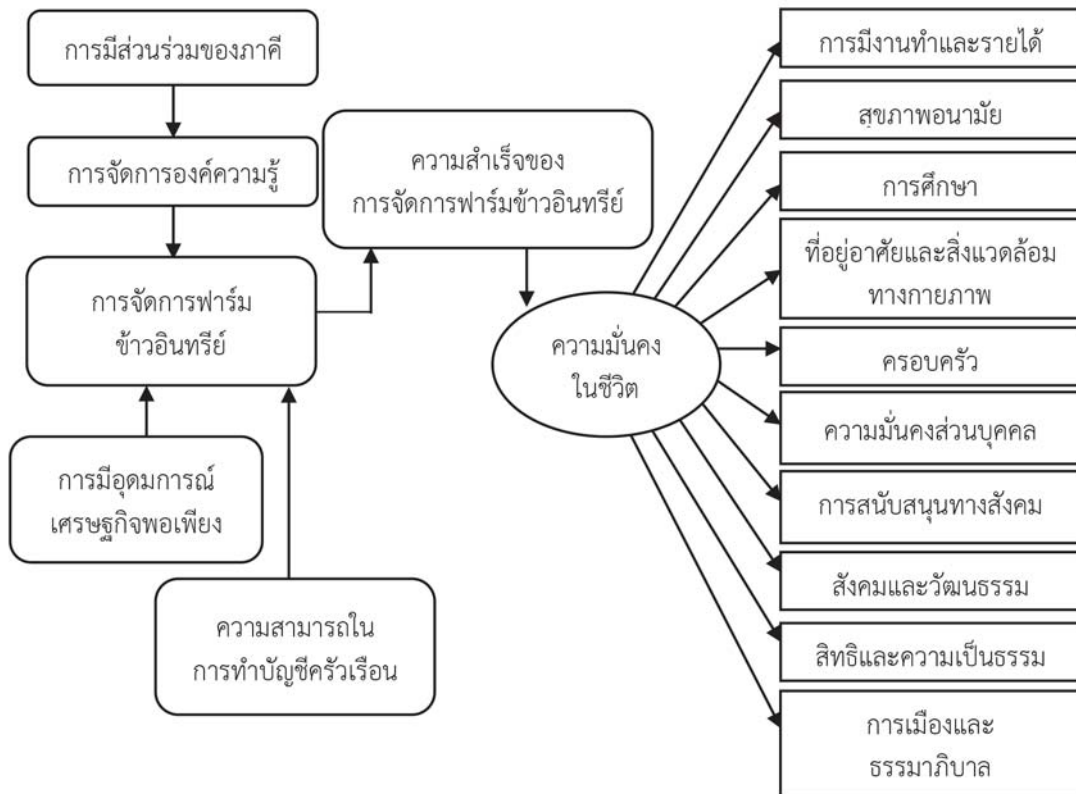 การมีส่วนร่วมของภาคี
การจัดการองค์ความรู้
การจัดการฟาร์ม
ข้าวอินทรีย์
การมีอุดมการณ์
เศรษฐกิจพอเพียง
ความสามารถใน
การทำบัญชีครัวเรือน
ความสำเร็จของ
การจัดการฟาร์มข้าวอินทรีย์
ความมั่นคง
ในชีวิต
การมีงานทำและรายได้
สุขภาพอนามัย
การศึกษา
ที่อยู่อาศัยและสิ่งแวดล้อม
ทางกายภาพ
ครอบครัว
ความมั่นคงส่วนบุคคล
การสนับสนุนทางสังคม
สังคมและวัฒนธรรม
สิทธิและความเป็นธรรม
การเมืองและ
ธรรมาภิบาล